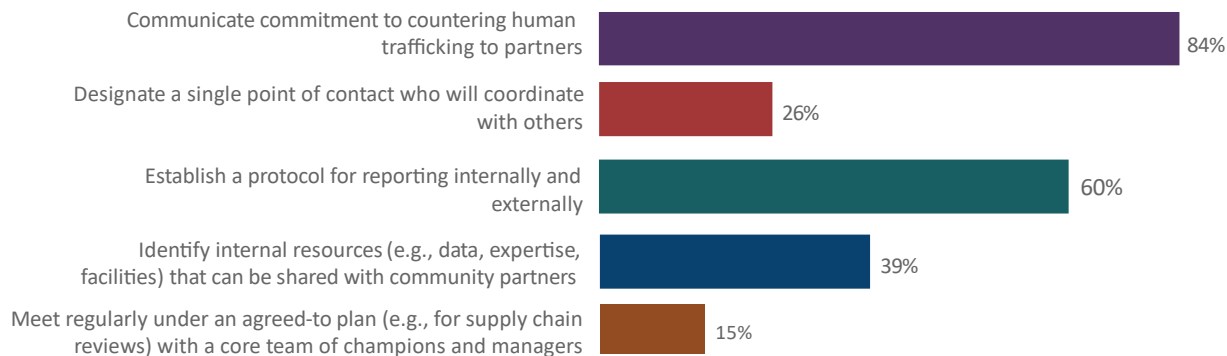 Communicate commitment to countering human
trafficking to partners
84%
Designate a single point of contact who will coordinate
with others
26%
Establish a protocol for reporting internally and
externally
60%
Identify internal resources (e.g., data, expertise,
facilities) that can be shared with community partners
39%
Meet regularly under an agreed-to plan (e.g., for supply chain
reviews) with a core team of champions and managers
15%